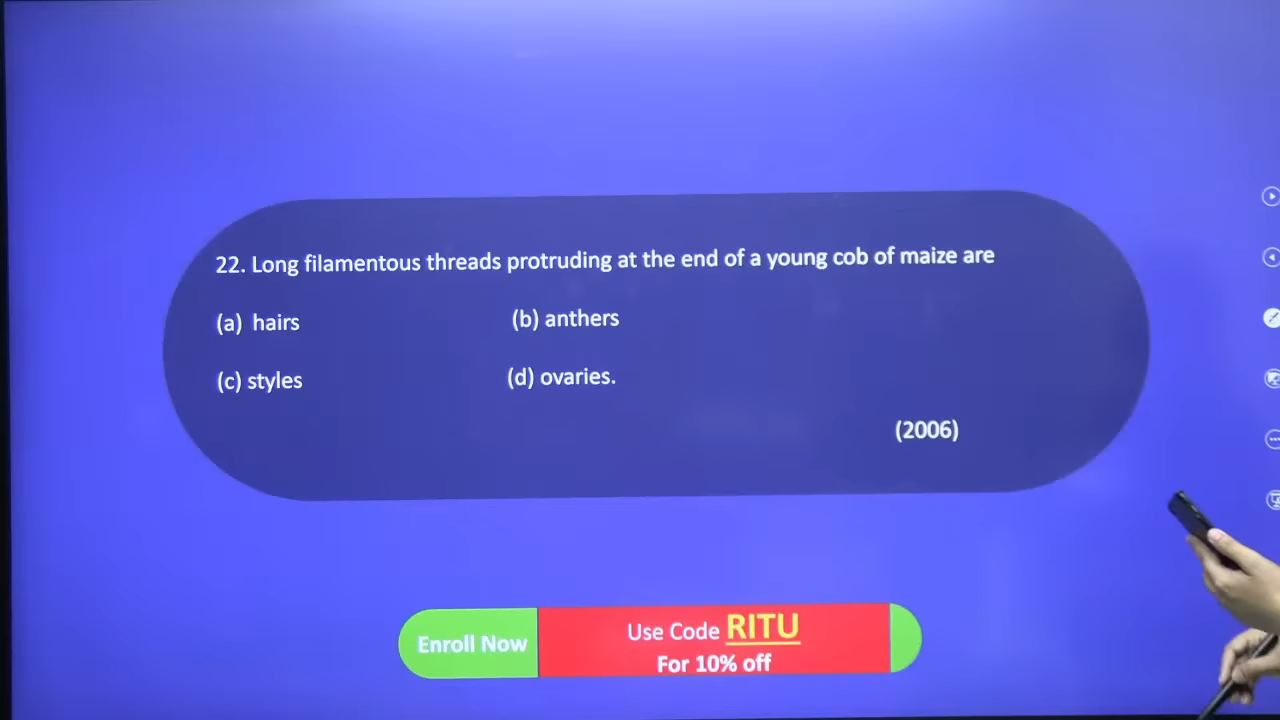 22. Long filamentous threads protruding at the end of a young cob of maize are
(a) hairs
(b) anthers
(c) styles
(d) ovaries.
(2006)
Enroll Now
Use Code RITU
For 10% off